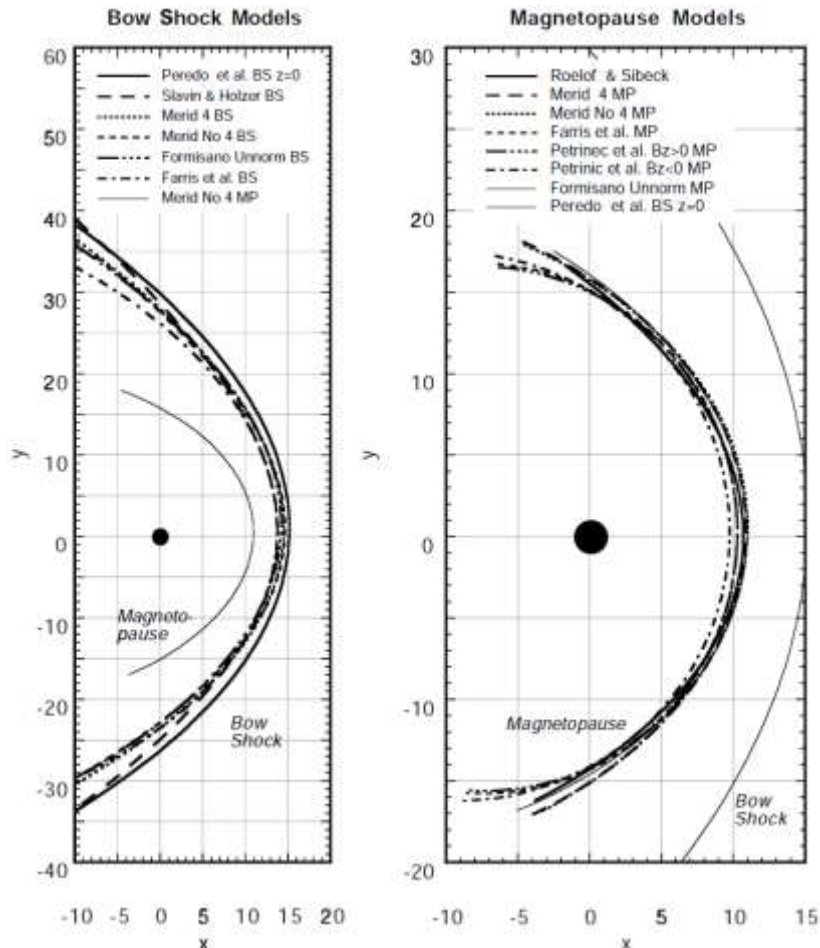 Bow Shock Models
Peredo et al. BS z=0
Slavin & Holzer BS
Merid 4 BS
Merid No 4 BS
Formisano Unnorm BS
Farris et al. BS
Merid No 4 MP
60
50
40
30
20
10
0
-10
-20
-30
-40
y
Magneto-
pause
Bow
Shock
-10 -5 0 5 10 15 20
x
Magnetopause Models
Roelof & Sibeck
Merid 4 MP
Merid No 4 MP
Farris et al. MP
Petrinec et al. Bz>0 MP
Petrinic et al. Bz<0 MP
Formisano Unnorm MP
Peredo et al. BS z=0
30
20
10
0
-10
-20
y
Magnetopause
Bow
Shock
-10 -5 0 5 10 15
x